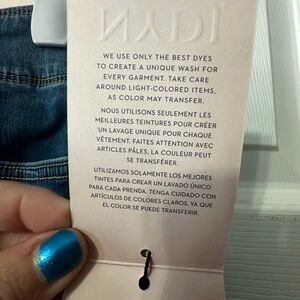 NYDJ
WE USE ONLY THE BEST DYES
TO CREATE A UNIQUE WASH FOR
EVERY GARMENT. TAKE CARE
AROUND LIGHT-COLORED ITEMS,
AS COLOR MAY TRANSFER.
NOUS UTILISONS SEULEMENT LES
MEILLEURES TEINTURES POUR CRÉER
UN LAVAGE UNIQUE POUR CHAQUE
VÊTEMENT. FAITES ATTENTION AVEC
ARTICLES PÂLES, LA COULEUR PEUT
SE TRANSFÉRER.
UTILIZAMOS SOLAMENTE LOS MEJORES
TINTES PARA CREAR UN LAVADO ÚNICO
PARA CADA PRENDA. TENGA CUIDADO CON
ARTÍCULOS DE COLORES CLAROS, YA QUE
EL COLOR SE PUEDE TRANSFERIR.